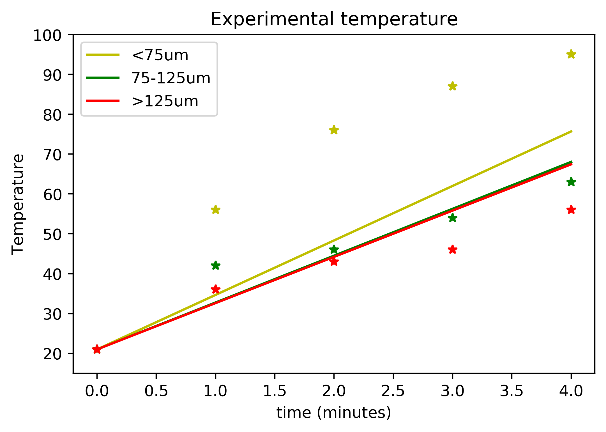 Experimental temperature
100
90
80
70
60
50
40
30
20
Temperature
<75um
75-125um
>125um
0.0 0.5 1.0 1.5 2.0 2.5 3.0 3.5 4.0
time (minutes)